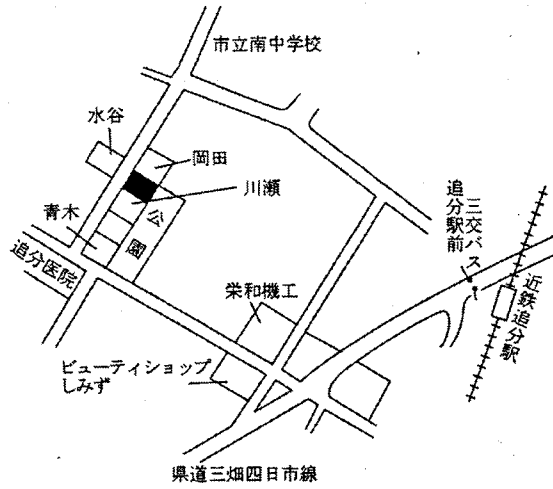 市立南中学校
水谷
岡田
川瀬
青木
公園
追分医院
三交バス
追分駅前
近鉄追分駅
栄和機工
ビューティショップ
しみず
県道三畑四日市線